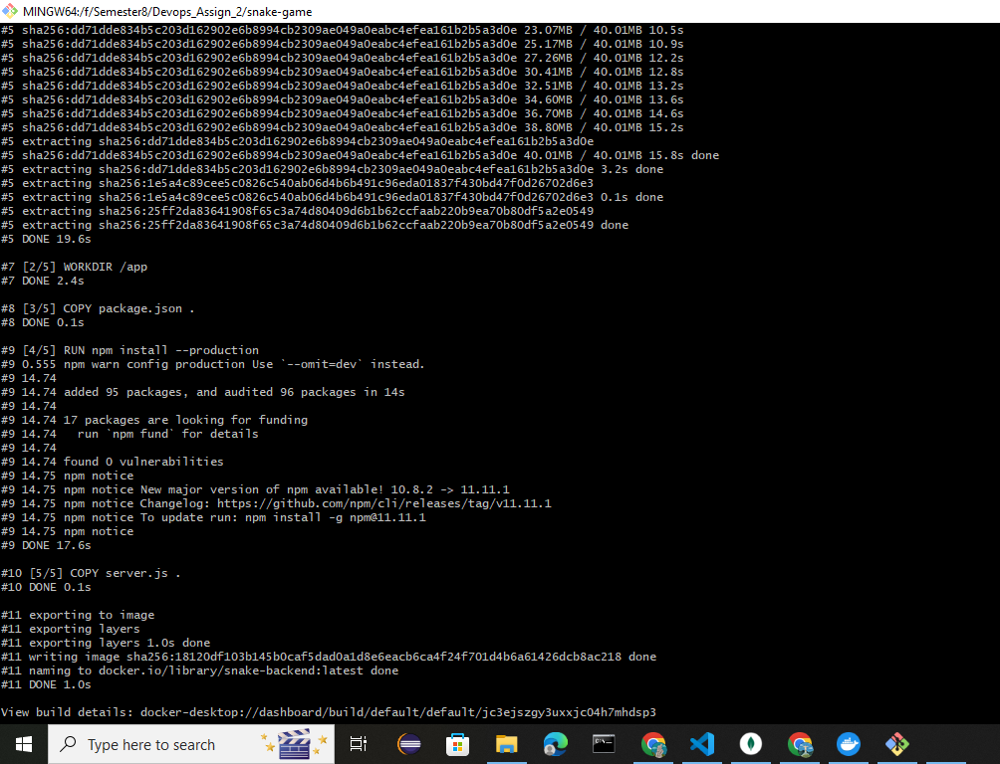 MINGW64:/f/Semester8/Devops_Assign_2/snake-game
#5 sha256:dd71dde834b5c203d162902e6b8994cb2309ae049a0eabc4efea161b2b5a3d0e 23.07MB / 40.01MB 10.5s
#5 sha256:dd71dde834b5c203d162902e6b8994cb2309ae049a0eabc4efea161b2b5a3d0e 25.17MB / 40.01MB 10.9s
#5 sha256:dd71dde834b5c203d162902e6b8994cb2309ae049a0eabc4efea161b2b5a3d0e 27.26MB / 40.01MB 12.2s
#5 sha256:dd71dde834b5c203d162902e6b8994cb2309ae049a0eabc4efea161b2b5a3d0e 30.41MB / 40.01MB 12.8s
#5 sha256:dd71dde834b5c203d162902e6b8994cb2309ae049a0eabc4efea161b2b5a3d0e 32.51MB / 40.01MB 13.2s
#5 sha256:dd71dde834b5c203d162902e6b8994cb2309ae049a0eabc4efea161b2b5a3d0e 34.60MB / 40.01MB 13.6s
#5 sha256:dd71dde834b5c203d162902e6b8994cb2309ae049a0eabc4efea161b2b5a3d0e 36.70MB / 40.01MB 14.6s
#5 sha256:dd71dde834b5c203d162902e6b8994cb2309ae049a0eabc4efea161b2b5a3d0e 38.80MB / 40.01MB 15.2s
#5 extracting sha256:dd71dde834b5c203d162902e6b8994cb2309ae049a0eabc4efea161b2b5a3d0e
#5 sha256:dd71dde834b5c203d162902e6b8994cb2309ae049a0eabc4efea161b2b5a3d0e 40.01MB / 40.01MB 15.8s done
#5 extracting sha256:dd71dde834b5c203d162902e6b8994cb2309ae049a0eabc4efea161b2b5a3d0e 3.2s done
#5 extracting sha256:1e5a4c89cee5c0826c540ab06d4b6b491c96eda01837f430bd47f0d26702d6e3
#5 extracting sha256:1e5a4c89cee5c0826c540ab06d4b6b491c96eda01837f430bd47f0d26702d6e3 0.1s done
#5 extracting sha256:25ff2da83641908f65c3a74d80409d6b1b62ccfaab220b9ea70b80df5a2e0549
#5 extracting sha256:25ff2da83641908f65c3a74d80409d6b1b62ccfaab220b9ea70b80df5a2e0549 done
#5 DONE 19.6s
#7 [2/5] WORKDIR /app
#7 DONE 2.4s
#8 [3/5] COPY package.json .
#8 DONE 0.1s
#9 [4/5] RUN npm install --production
#9 0.555 npm warn config production Use `--omit=dev` instead.
#9 14.74
#9 14.74 added 95 packages, and audited 96 packages in 14s
#9 14.74
#9 14.74 17 packages are looking for funding
#9 14.74   run `npm fund` for details
#9 14.74
#9 14.74 found 0 vulnerabilities
#9 14.75 npm notice
#9 14.75 npm notice New major version of npm available! 10.8.2 -> 11.11.1
#9 14.75 npm notice Changelog: https://github.com/npm/cli/releases/tag/v11.11.1
#9 14.75 npm notice To update run: npm install -g npm@11.11.1
#9 14.75 npm notice
#9 DONE 17.6s
#10 [5/5] COPY server.js .
#10 DONE 0.1s
#11 exporting to image
#11 exporting layers
#11 exporting layers 1.0s done
#11 writing image sha256:18120df103b145b0caf5dad0a1d8e6eacb6ca4f24f701d4b6a61426dcb8ac218 done
#11 naming to docker.io/library/snake-backend:latest done
#11 DONE 1.0s
View build details: docker-desktop://dashboard/build/default/default/jc3ejszgy3uxxjc04h7mhdsp3
Type here to search